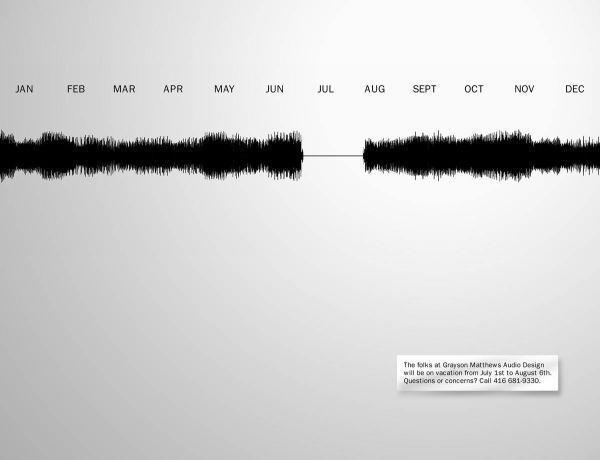 JAN FEB MAR APR MAY JUN JUL AUG SEPT OCT NOV DEC
The folks at Grayson Matthews Audio Design
will be on vacation from July 1st to August 6th.
Questions or concerns? Call 416 681-9330.